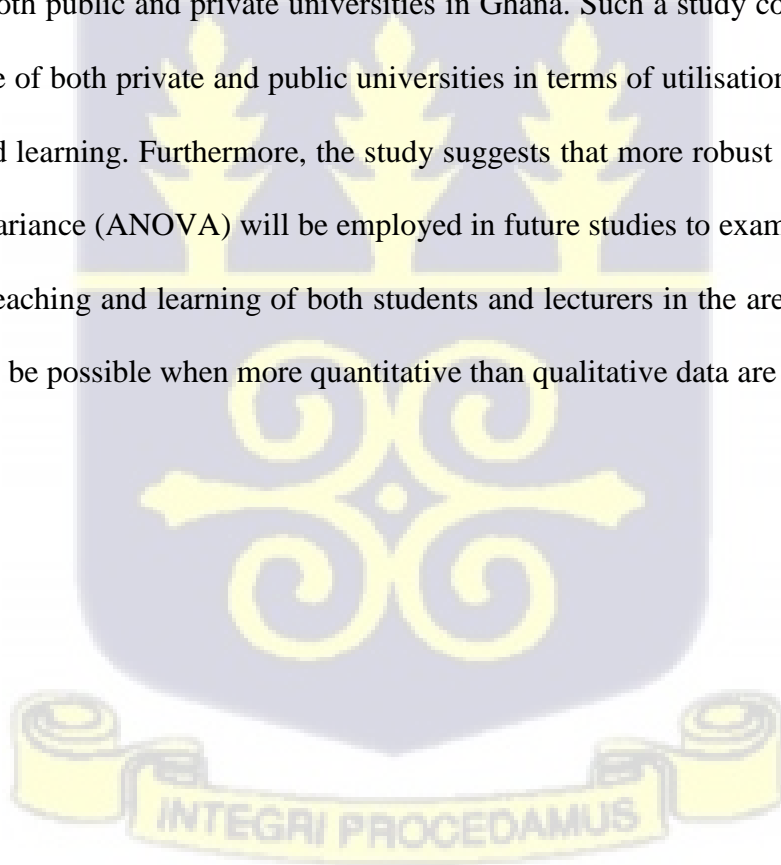 oth public and private universities in Ghana. Such a study co
e of both private and public universities in terms of utilisation
d learning. Furthermore, the study suggests that more robust
ariance (ANOVA) will be employed in future studies to exam
eaching and learning of both students and lecturers in the are
be possible when more quantitative than qualitative data are
INTEGRI PROCEDAMUS